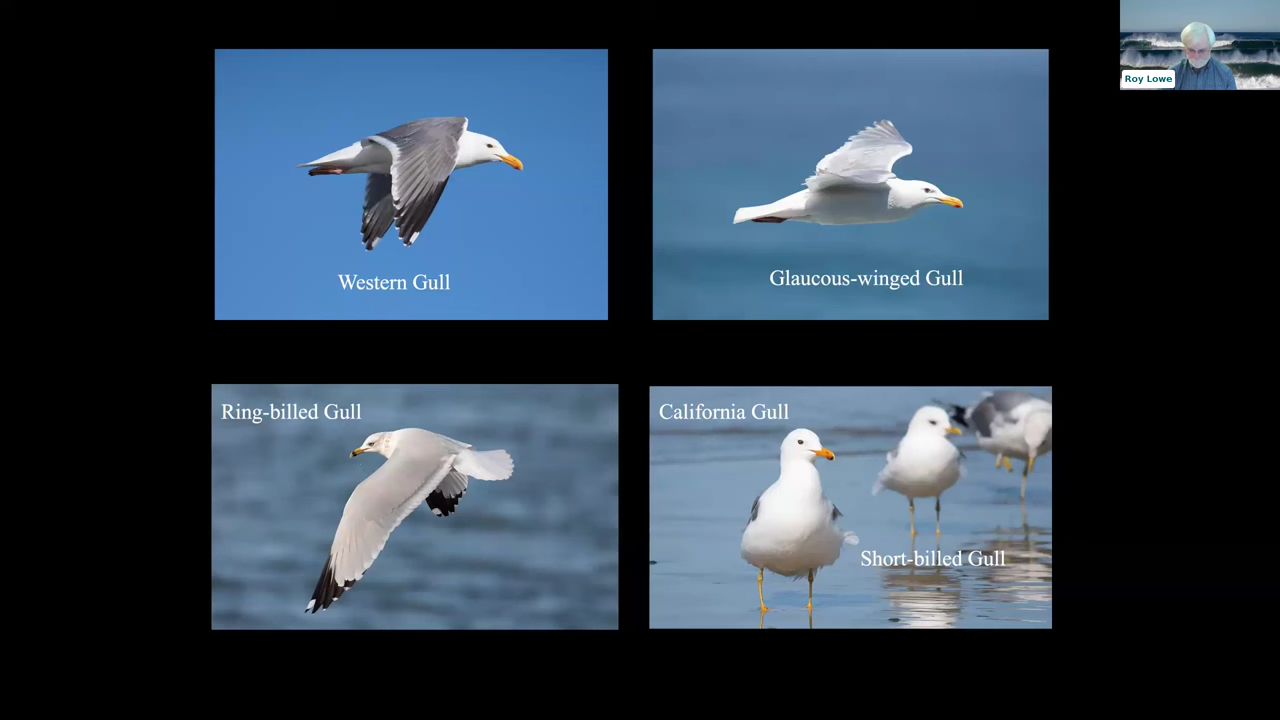 Roy Lowe
Western Gull
Glaucous-winged Gull
Ring-billed Gull
California Gull
Short-billed Gull